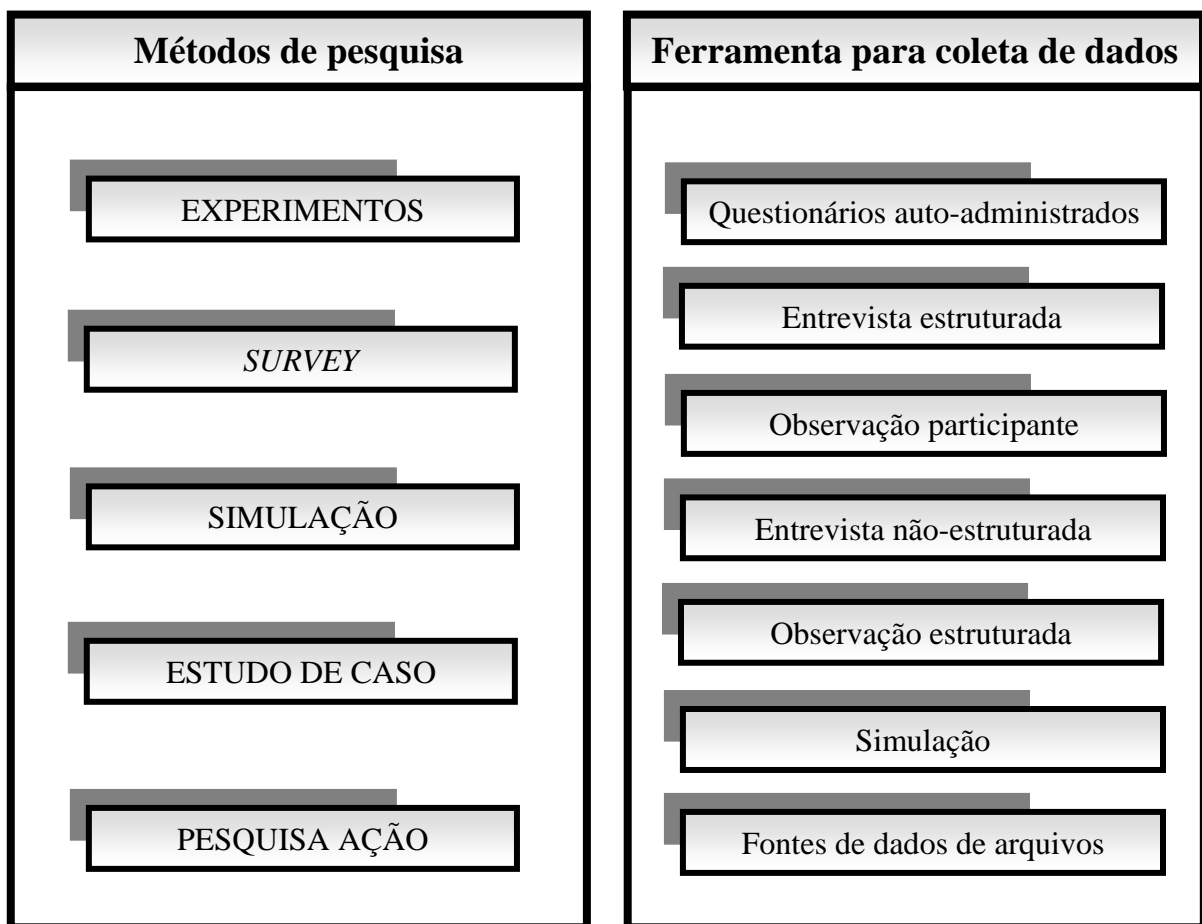 Métodos de pesquisa
EXPERIMENTOS
SURVEY
SIMULAÇÃO
ESTUDO DE CASO
PESQUISA AÇÃO
Ferramenta para coleta de dados
Questionários auto-administrados
Entrevista estruturada
Observação participante
Entrevista não-estruturada
Observação estruturada
Simulação
Fontes de dados de arquivos